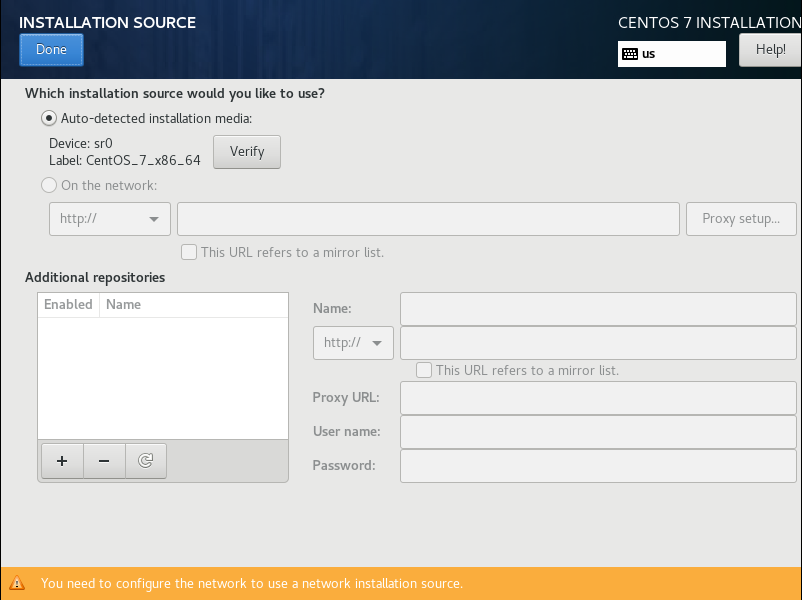 INSTALLATION SOURCE
CENTOS 7 INSTALLATION
Done
us
Help!
Which installation source would you like to use?
Auto-detected installation media:
Device: sr0
Label: CentOS_7_x86_64
Verify
On the network:
http://
Proxy setup...
This URL refers to a mirror list.
Additional repositories
Enabled Name
Name:
http://
This URL refers to a mirror list.
Proxy URL:
User name:
Password:
You need to configure the network to use a network installation source.